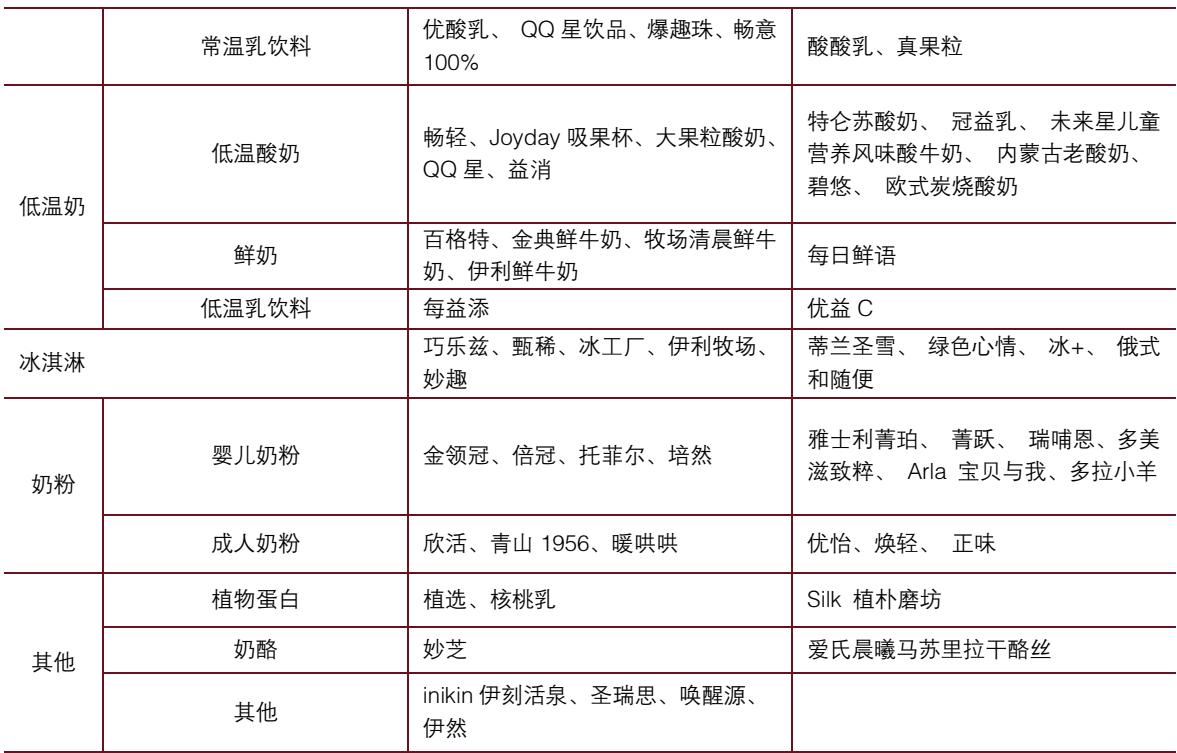 常温乳饮料
优酸乳、 QQ 星饮品、爆趣珠、畅意
100%
酸酸乳、真果粒
低温奶
低温酸奶
畅轻、Joyday 吸果杯、大果粒酸奶、
QQ 星、益消
特仑苏酸奶、 冠益乳、 未来星儿童
营养风味酸牛奶、 内蒙古老酸奶、
碧悠、 欧式炭烧酸奶
鲜奶
百格特、金典鲜牛奶、牧场清晨鲜牛
奶、伊利鲜牛奶
每日鲜语
低温乳饮料
每益添
优益 C
冰淇淋
巧乐兹、甄稀、冰工厂、伊利牧场、
妙趣
蒂兰圣雪、 绿色心情、 冰+、 俄式
和随便
奶粉
婴儿奶粉
金领冠、倍冠、托菲尔、培然
雅士利菁珀、 菁跃、 瑞哺恩、多美
滋致粹、 Arla 宝贝与我、多拉小羊
成人奶粉
欣活、青山 1956、暖哄哄
优怡、焕轻、 正味
其他
植物蛋白
植选、核桃乳
Silk 植朴磨坊
奶酪
妙芝
爱氏晨曦马苏里拉干酪丝
其他
inikin 伊刻活泉、圣瑞思、唤醒源、
伊然